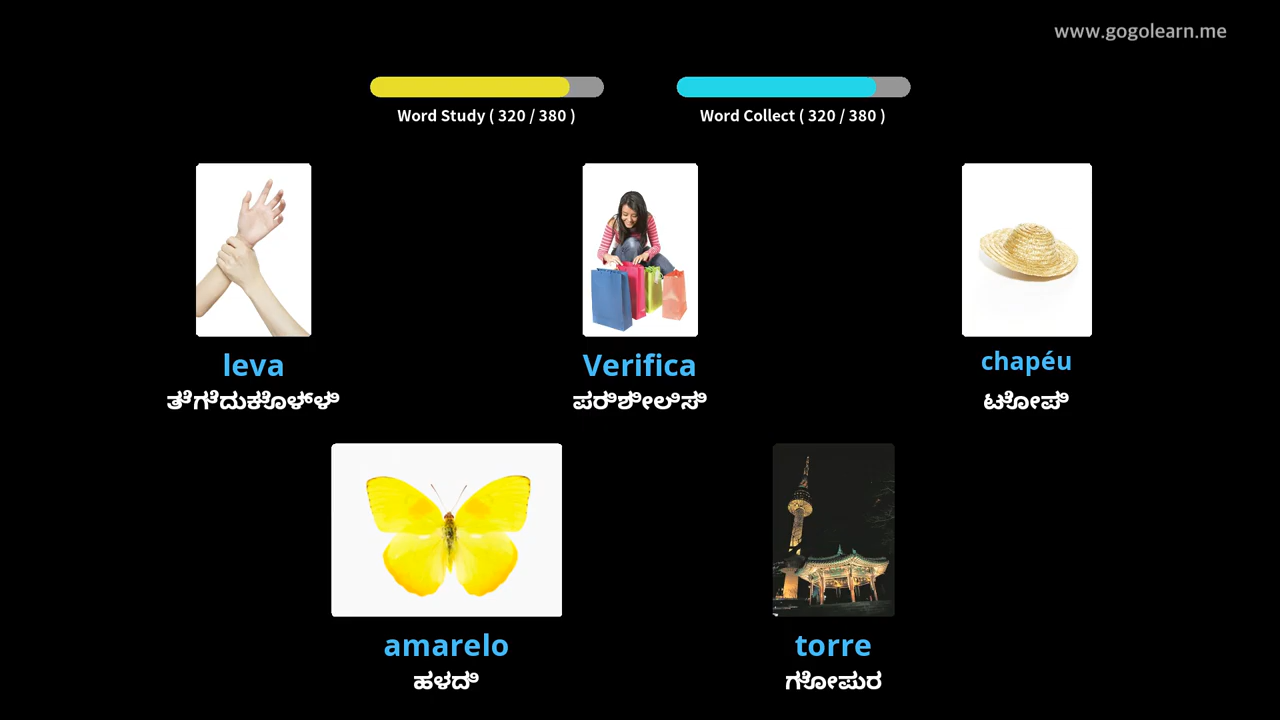 www.gogolearn.me
Word Study ( 320 / 380 )
Word Collect ( 320 / 380 )
leva
ತೆಗೆದುಕೊಳ್ಳಿ
Verifica
ಪರಿಶೀಲಿಸಿ
chapéu
ಟೋಪಿ
amarelo
ಹಳದಿ
torre
ಗೋಪುರ